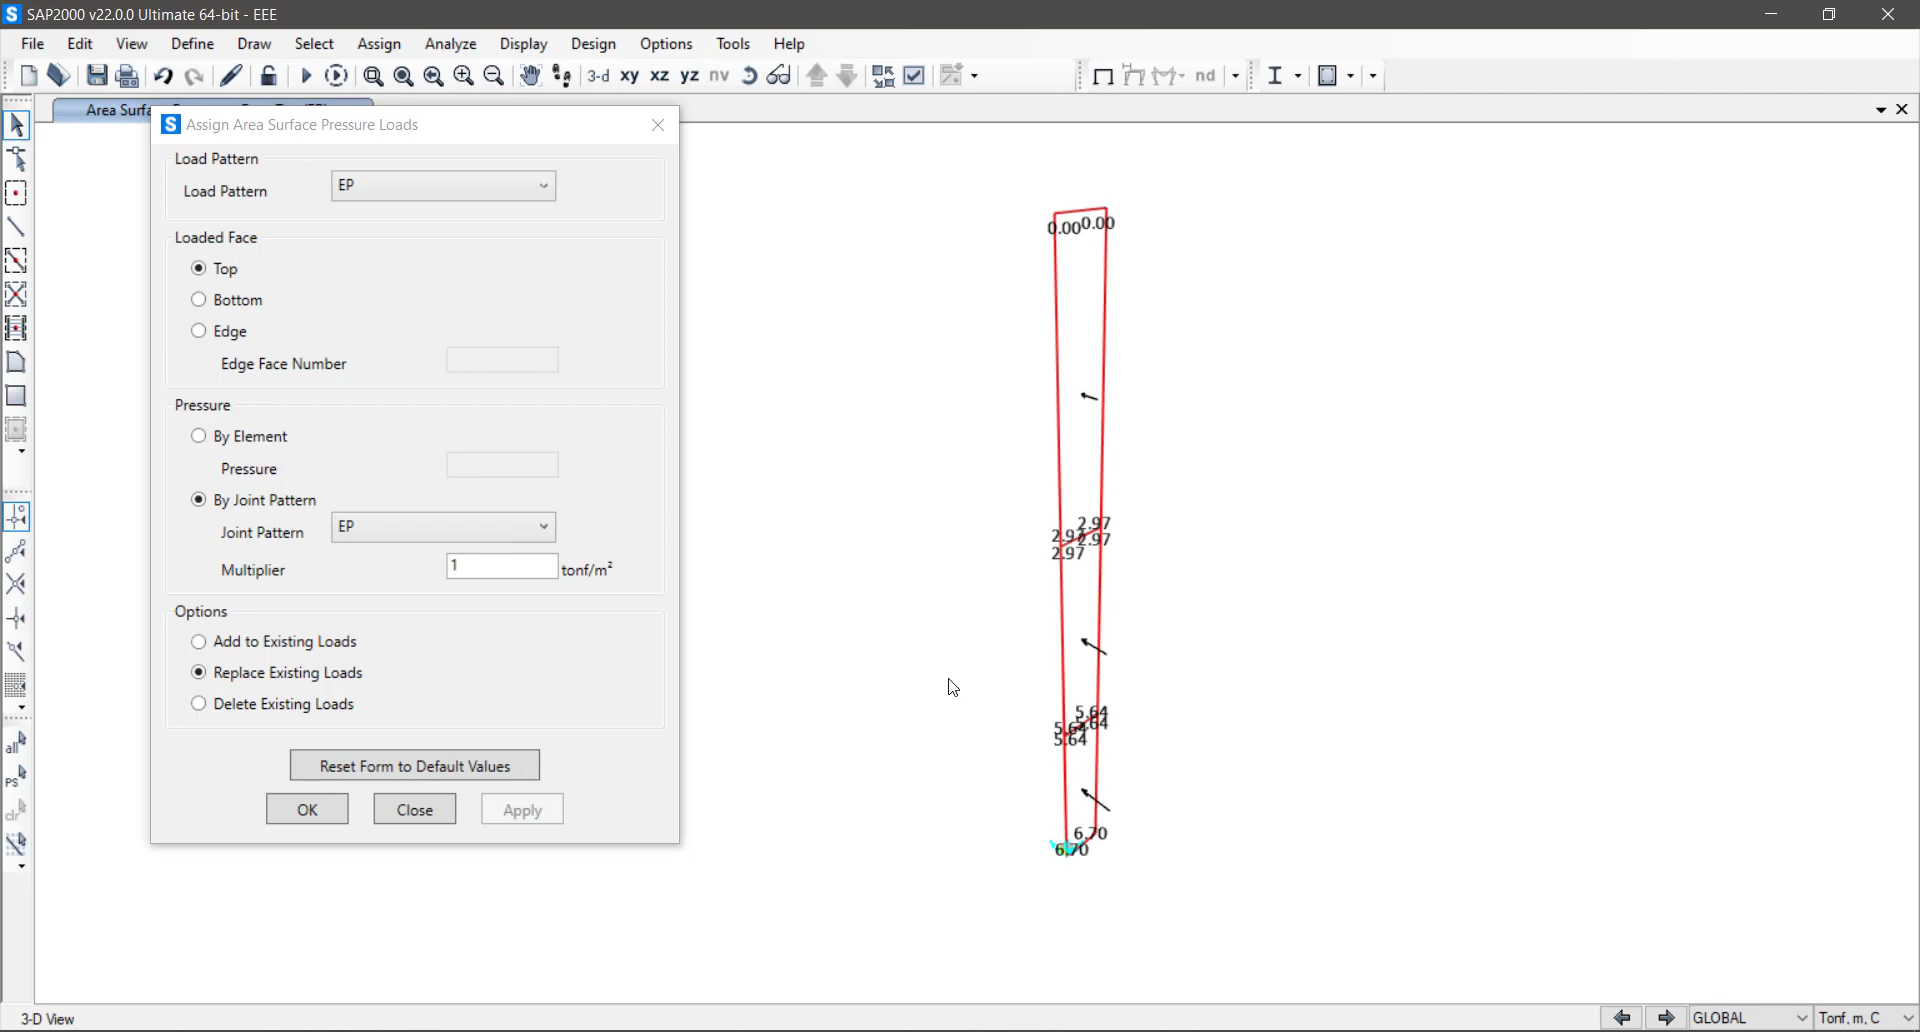 SAP2000 v22.0.0 Ultimate 64-bit - EEE
File Edit View Define Draw Select Assign Analyze Display Design Options Tools Help
3-d xy xz yz nv nd
Area Surfa
Assign Area Surface Pressure Loads
Load Pattern
Load Pattern EP
Loaded Face
Top
Bottom
Edge
Edge Face Number
Pressure
By Element
Pressure
By Joint Pattern
Joint Pattern EP
Multiplier 1 tonf/m²
Options
Add to Existing Loads
Replace Existing Loads
Delete Existing Loads
Reset Form to Default Values
OK Close Apply
all
PS
clr
0.00 0.00
2.97
2.97 2.97
2.97
5.64
5.64 5.64
5.64
6.70
6.70
3-D View
GLOBAL Tonf, m, C